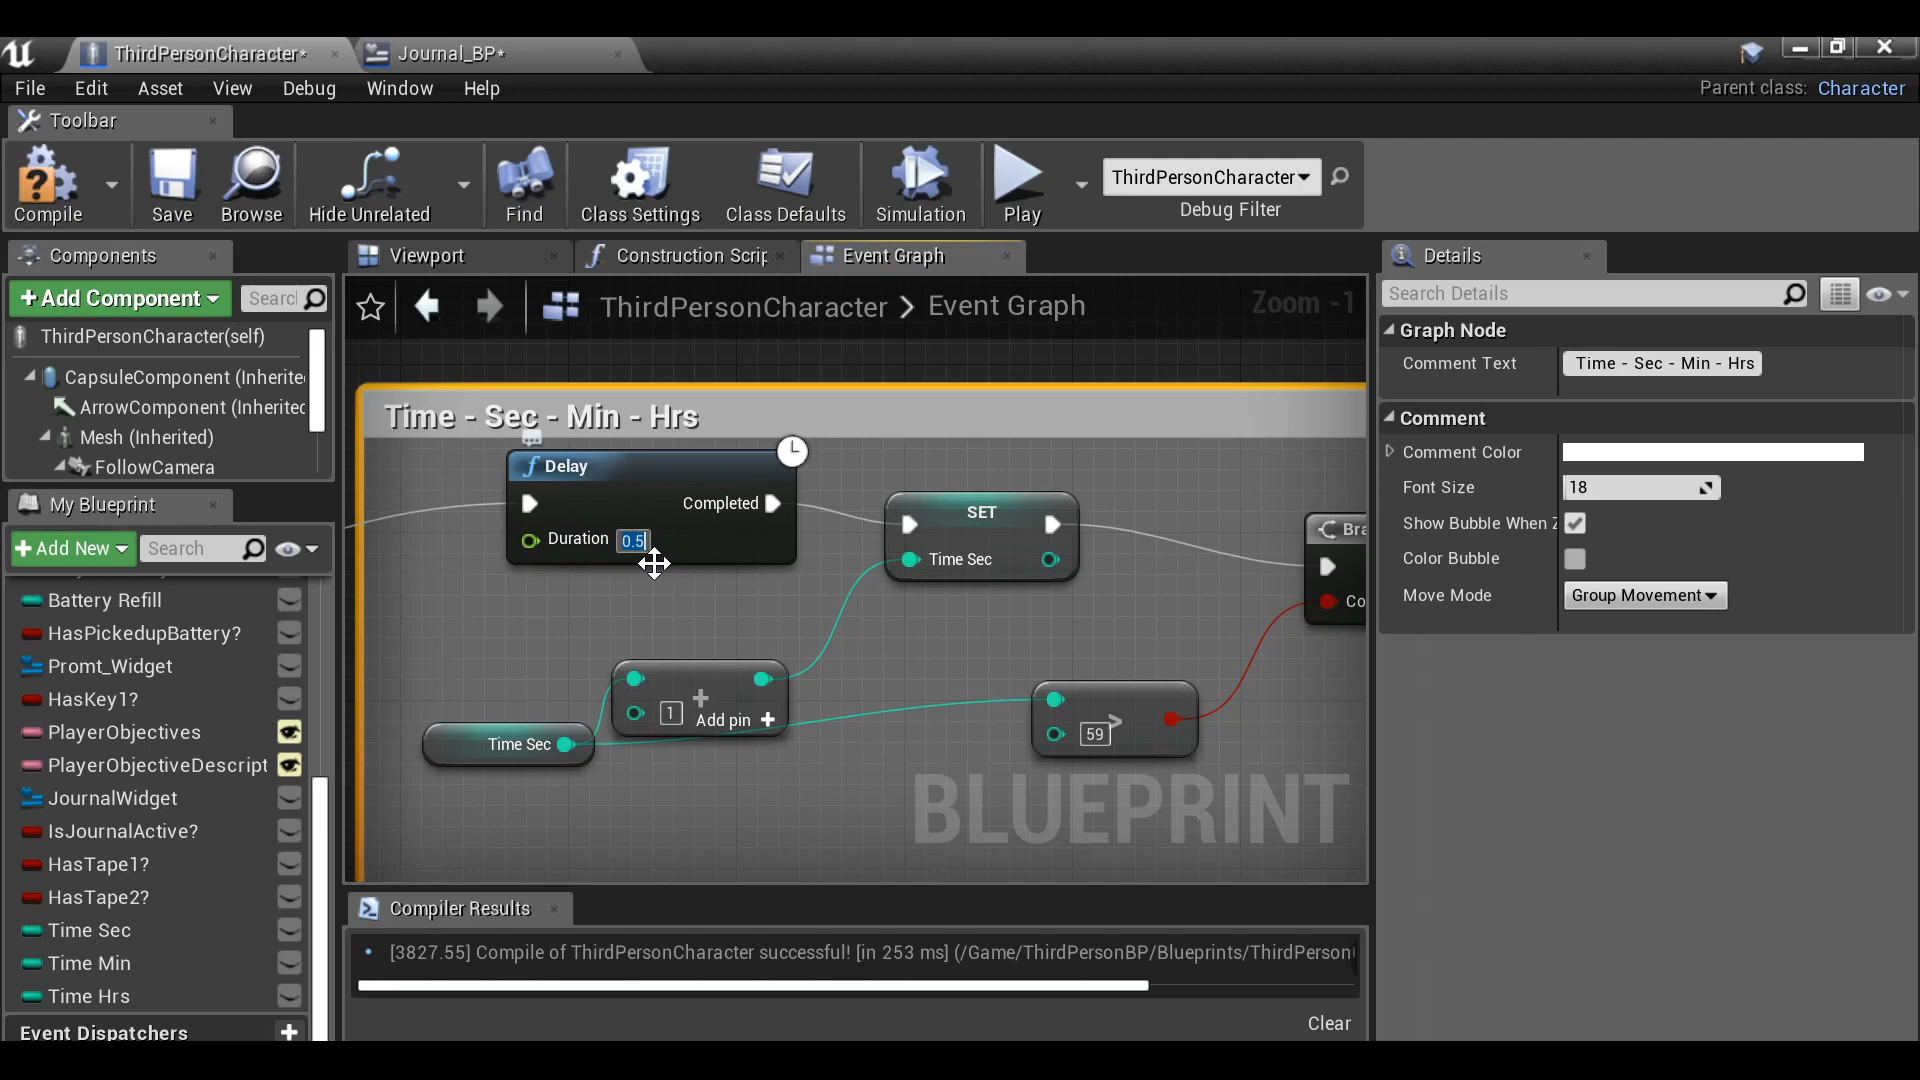 ThirdPersonCharacter*
Journal_BP*
File Edit Asset View Debug Window Help
Parent class: Character
Toolbar
Compile
Save
Browse
Hide Unrelated
Find
Class Settings
Class Defaults
Simulation
Play
ThirdPersonCharacter
Debug Filter
Components
+Add Component
Search
ThirdPersonCharacter(self)
CapsuleComponent (Inherite
ArrowComponent (Inherited
Mesh (Inherited)
FollowCamera
My Blueprint
+Add New
Search
Battery Refill
HasPickedupBattery?
Promt_Widget
HasKey1?
PlayerObjectives
PlayerObjectiveDescript
JournalWidget
IsJournalActive?
HasTape1?
HasTape2?
Time Sec
Time Min
Time Hrs
Event Dispatchers
Viewport
Construction Scrip
Event Graph
ThirdPersonCharacter > Event Graph
Zoom -1
Time - Sec - Min - Hrs
f Delay
Completed
Duration 0.5
SET
Time Sec
Bra
Co
1
+
Add pin +
Time Sec
59
>
BLUEPRINT
Compiler Results
[3827.55] Compile of ThirdPersonCharacter successful! [in 253 ms] (/Game/ThirdPersonBP/Blueprints/ThirdPerson
Clear
Details
Search Details
Graph Node
Comment Text Time - Sec - Min - Hrs
Comment
Comment Color
Font Size 18
Show Bubble When Z
Color Bubble
Move Mode Group Movement